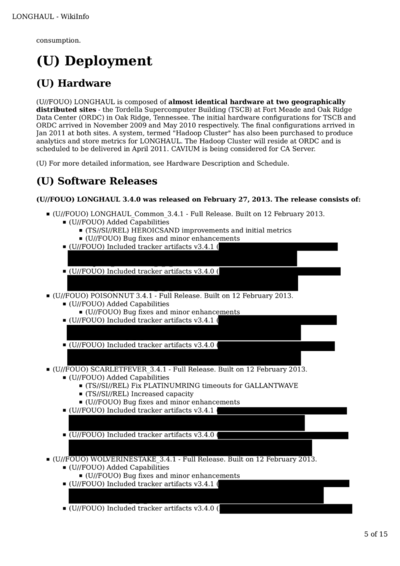 LONGHAUL - WikiInfo
consumption.
(U) Deployment
(U) Hardware
(U//FOUO) LONGHAUL is composed of almost identical hardware at two geographically
distributed sites - the Tordella Supercomputer Building (TSCB) at Fort Meade and Oak Ridge
Data Center (ORDC) in Oak Ridge, Tennessee. The initial hardware configurations for TSCB and
ORDC arrived in November 2009 and May 2010 respectively. The final configurations arrived in
Jan 2011 at both sites. A system, termed "Hadoop Cluster" has also been purchased to produce
analytics and store metrics for LONGHAUL. The Hadoop Cluster will reside at ORDC and is
scheduled to be delivered in April 2011. CAVIUM is being considered for CA Server.
(U) For more detailed information, see Hardware Description and Schedule.
(U) Software Releases
(U//FOUO) LONGHAUL 3.4.0 was released on February 27, 2013. The release consists of:
(U//FOUO) LONGHAUL_Common_3.4.1 - Full Release. Built on 12 February 2013.
(U//FOUO) Added Capabilities
(TS//SI//REL) HEROICSAND improvements and initial metrics
(U//FOUO) Bug fixes and minor enhancements
(U//FOUO) Included tracker artifacts v3.4.1 (
(U//FOUO) Included tracker artifacts v3.4.0 (
(U//FOUO) POISONNUT 3.4.1 - Full Release. Built on 12 February 2013.
(U//FOUO) Added Capabilities
(U//FOUO) Bug fixes and minor enhancements
(U//FOUO) Included tracker artifacts v3.4.1 (
(U//FOUO) Included tracker artifacts v3.4.0 (
(U//FOUO) SCARLETFEVER_3.4.1 - Full Release. Built on 12 February 2013.
(U//FOUO) Added Capabilities
(TS//SI//REL) Fix PLATINUMRING timeouts for GALLANTWAVE
(TS//SI//REL) Increased capacity
(U//FOUO) Bug fixes and minor enhancements
(U//FOUO) Included tracker artifacts v3.4.1 (
(U//FOUO) Included tracker artifacts v3.4.0 (
(U//FOUO) WOLVERINESTAKE_3.4.1 - Full Release. Built on 12 February 2013.
(U//FOUO) Added Capabilities
(U//FOUO) Bug fixes and minor enhancements
(U//FOUO) Included tracker artifacts v3.4.1 (
(U//FOUO) Included tracker artifacts v3.4.0 (
5 of 15